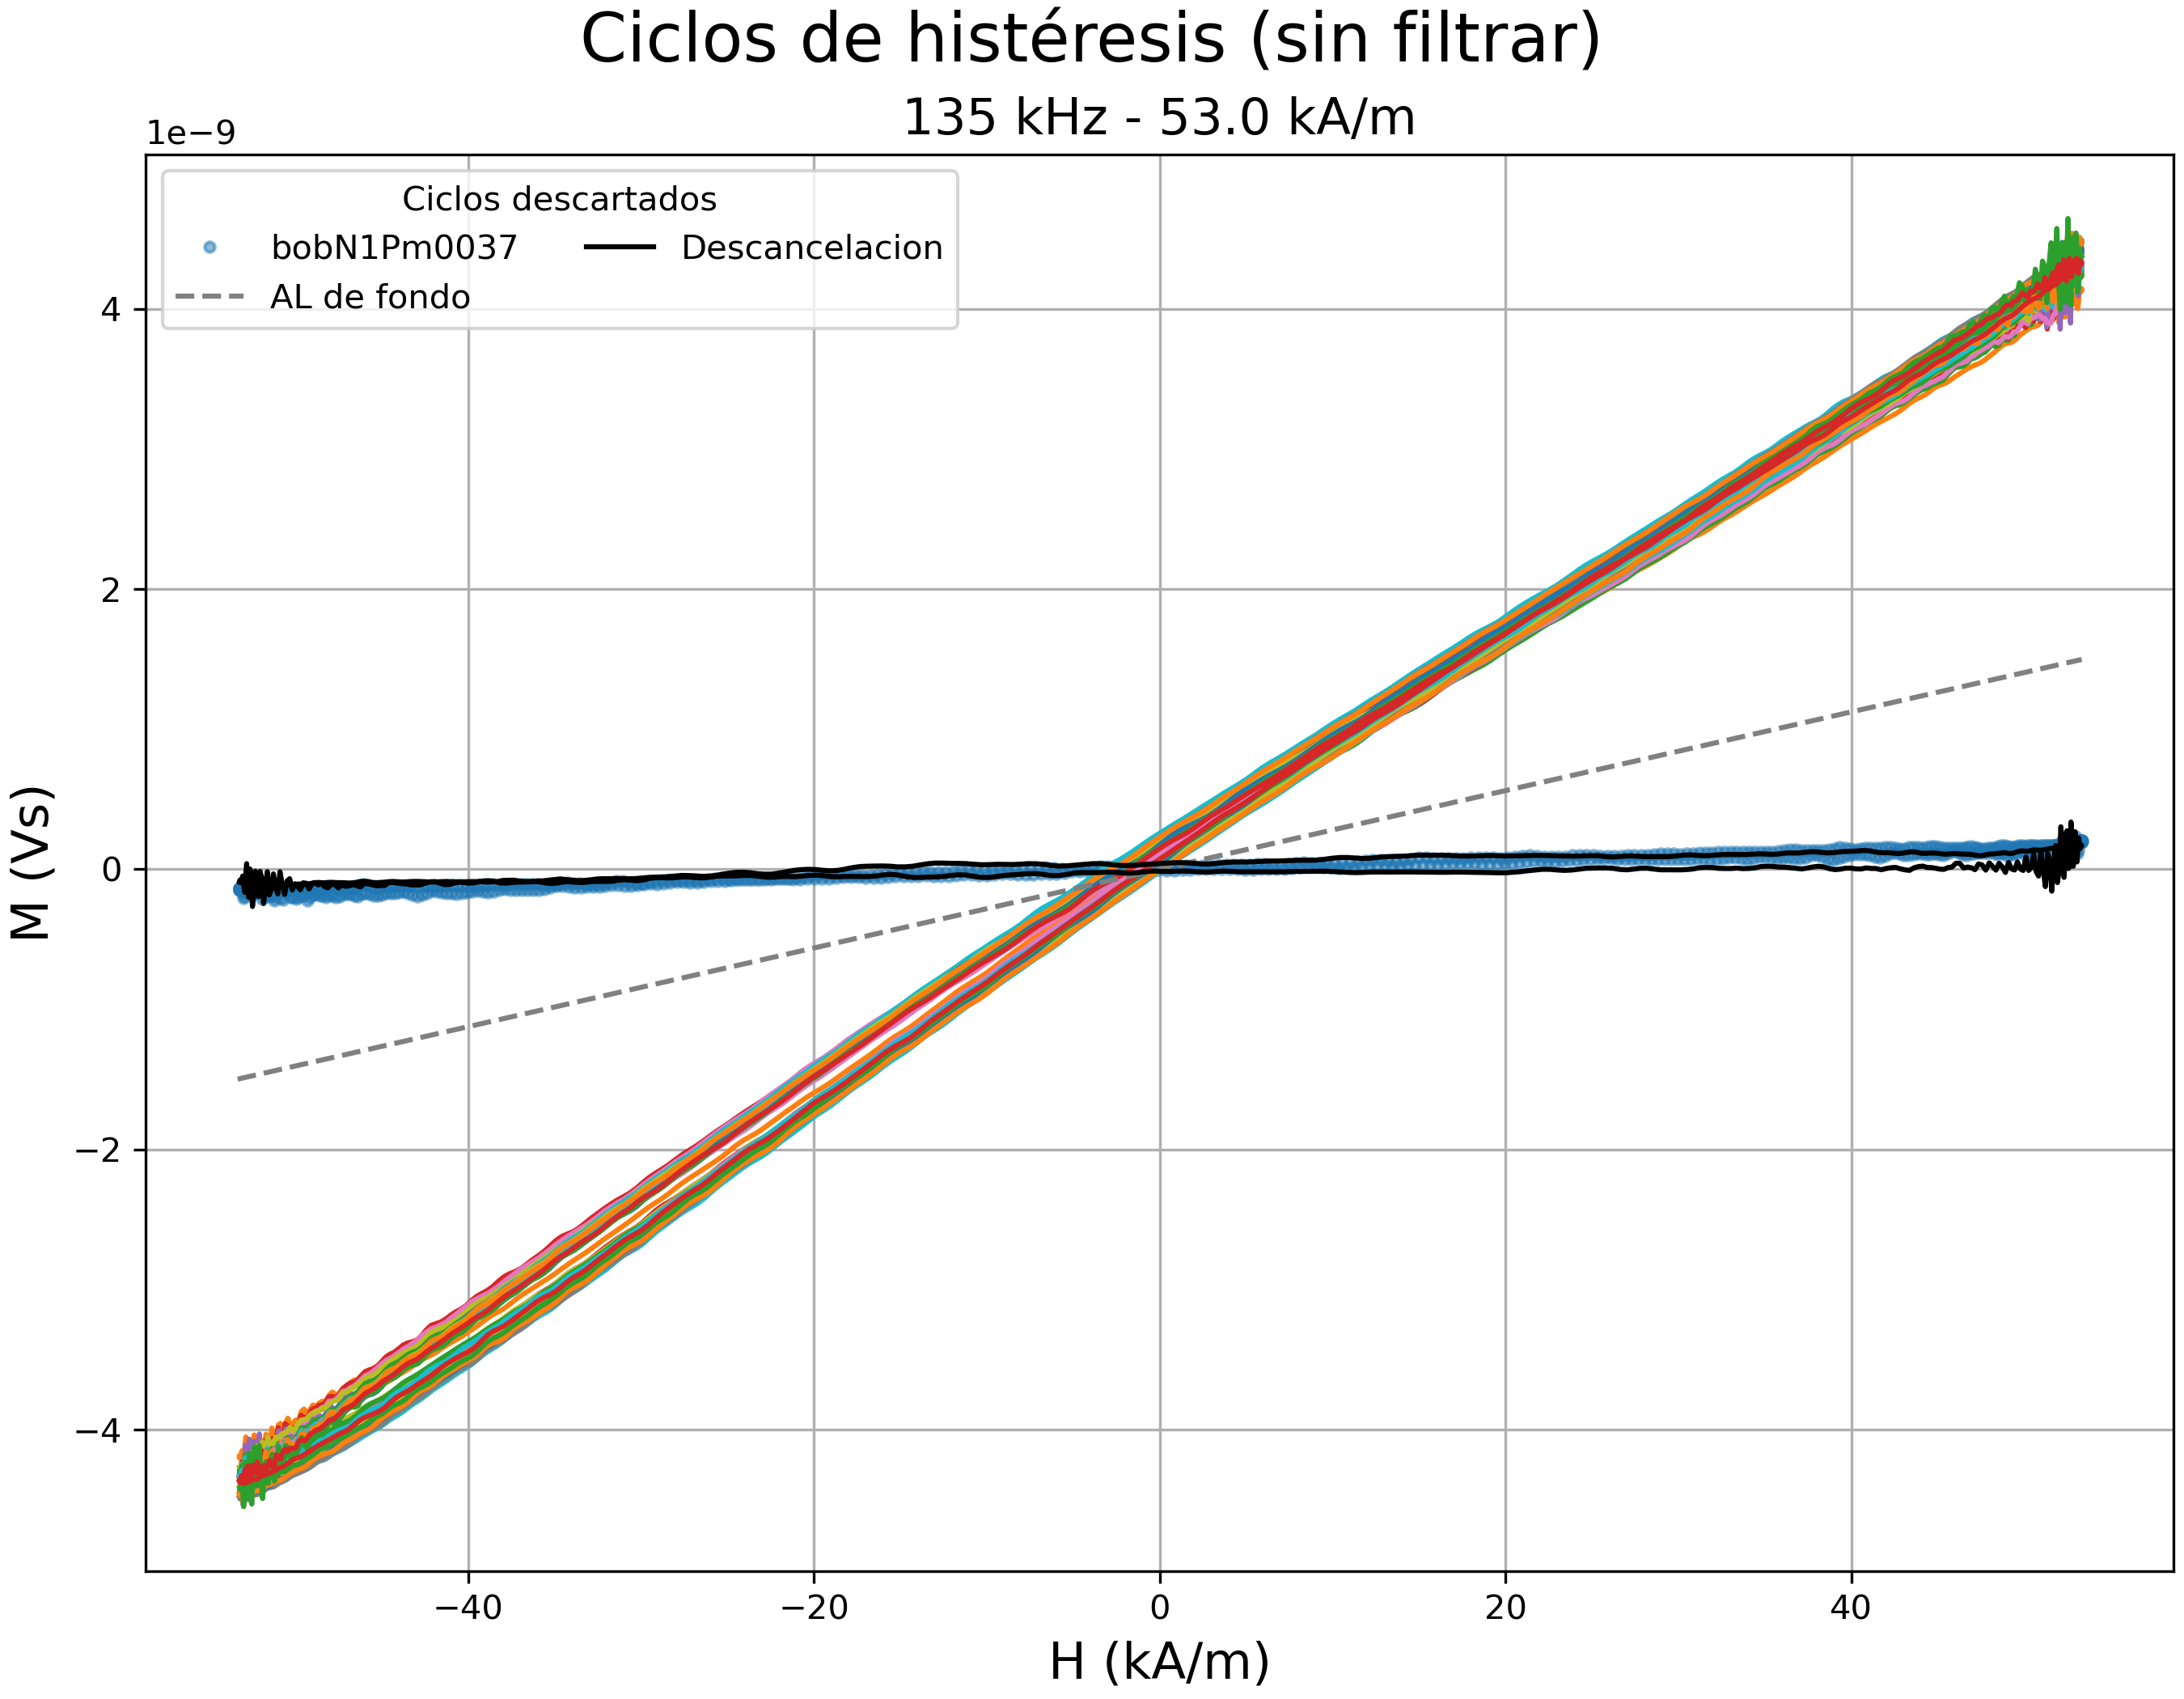 Ciclos de histéresis (sin filtrar)
135 kHz - 53.0 kA/m
1e−9
Ciclos descartados
bobN1Pm0037
Descancelacion
AL de fondo
4
2
0
−2
−4
M (Vs)
−40
−20
0
20
40
H (kA/m)